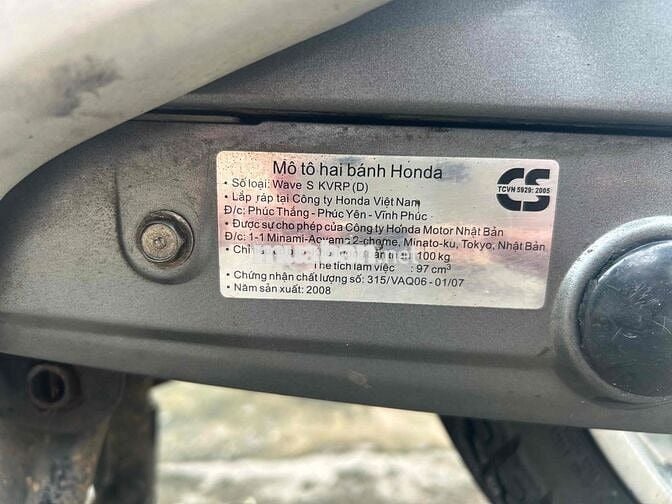 Mô tô hai bánh Honda
• Số loại: Wave S KVRP (D)
• Lắp ráp tại Công ty Honda Việt Nam
Đ/c: Phúc Thắng - Phúc Yên - Vĩnh Phúc
• Được sự cho phép của Công ty Honda Motor Nhật Bản
Đ/c: 1-1 Minami-Aoyama 2-chome, Minato-ku, Tokyo, Nhật Bản
• Chỉ 100 kg
Thể tích làm việc : 97 cm³
• Chứng nhận chất lượng số: 315/VAQ06 - 01/07
• Năm sản xuất: 2008
CS
TCVN 5929: 2005
muaban.net